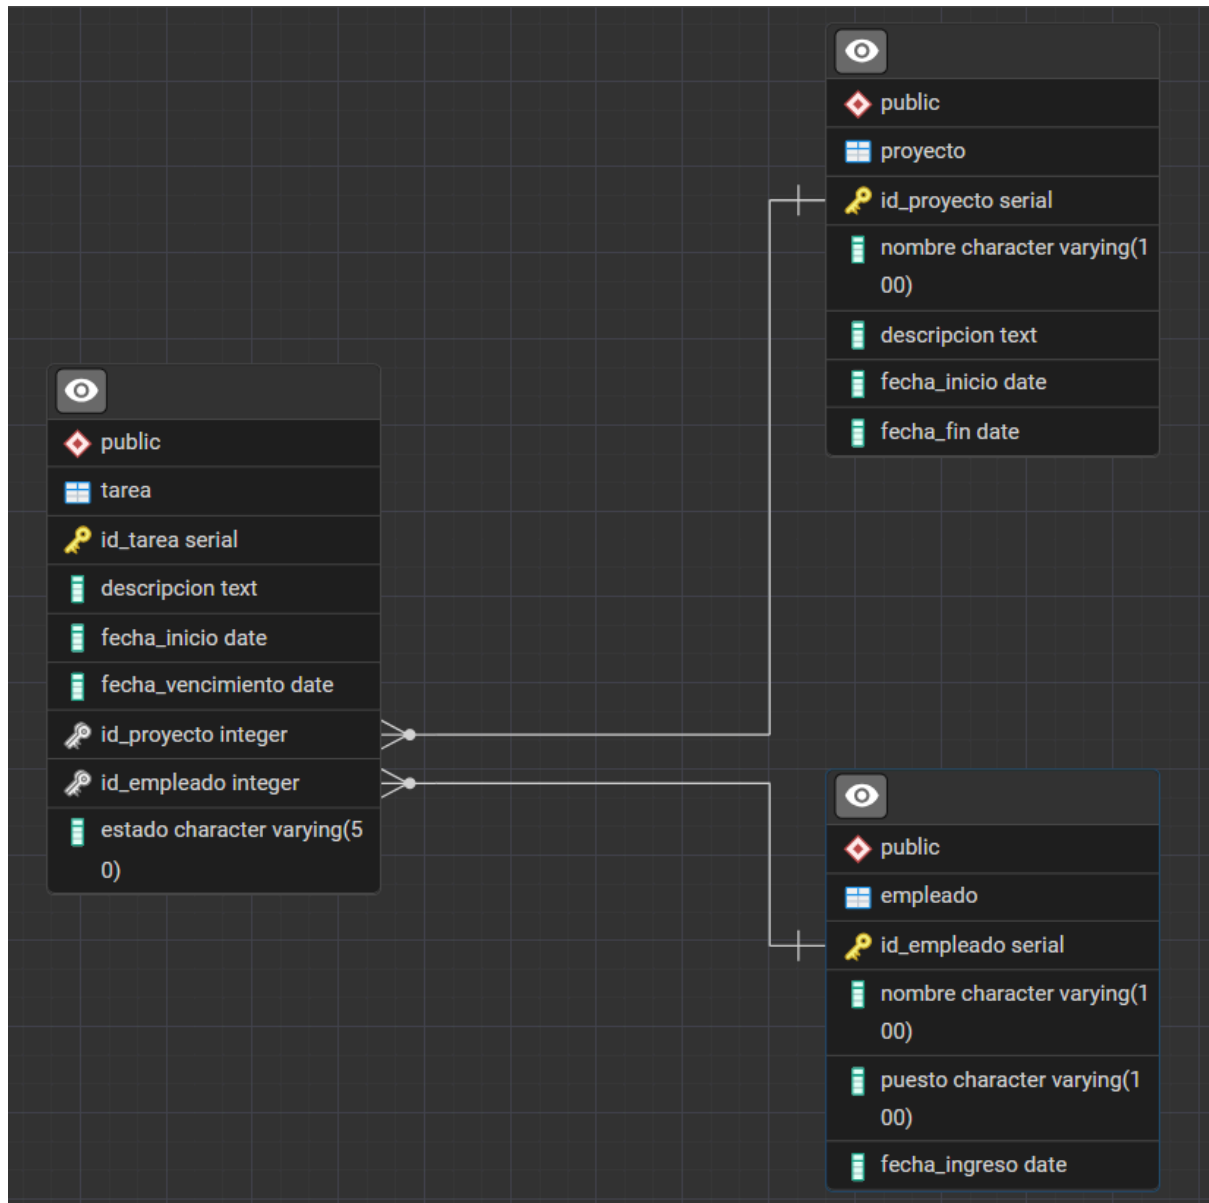 public
proyecto
id_proyecto serial
nombre character varying(1
00)
descripcion text
fecha_inicio date
fecha_fin date
public
tarea
id_tarea serial
descripcion text
fecha_inicio date
fecha_vencimiento date
id_proyecto integer
id_empleado integer
estado character varying(5
0)
public
empleado
id_empleado serial
nombre character varying(1
00)
puesto character varying(1
00)
fecha_ingreso date